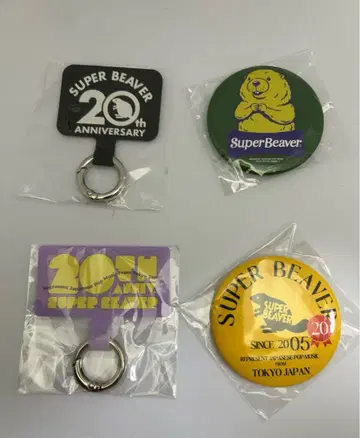 SUPER BEAVER
20th
ANNIVERSARY
SuperBeaver
20TH
ANNIV
SUPER BEAVER
SUPER BEAVER
SUPER
BEAVER
20
SINCE 2005
REPRESENT JAPANESE POP MUSIC
FROM
TOKYO JAPAN